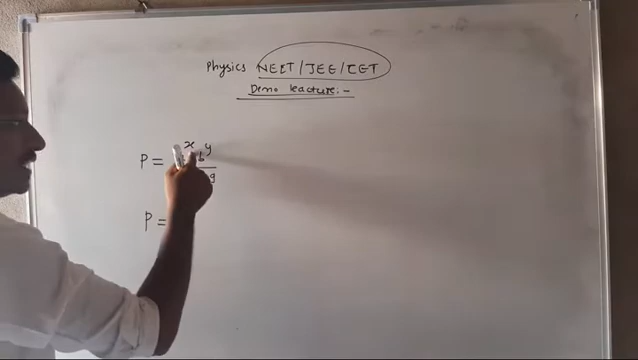 Physics NEET/JEE/CET
Demo leacture:-
P = x b y
g
P =